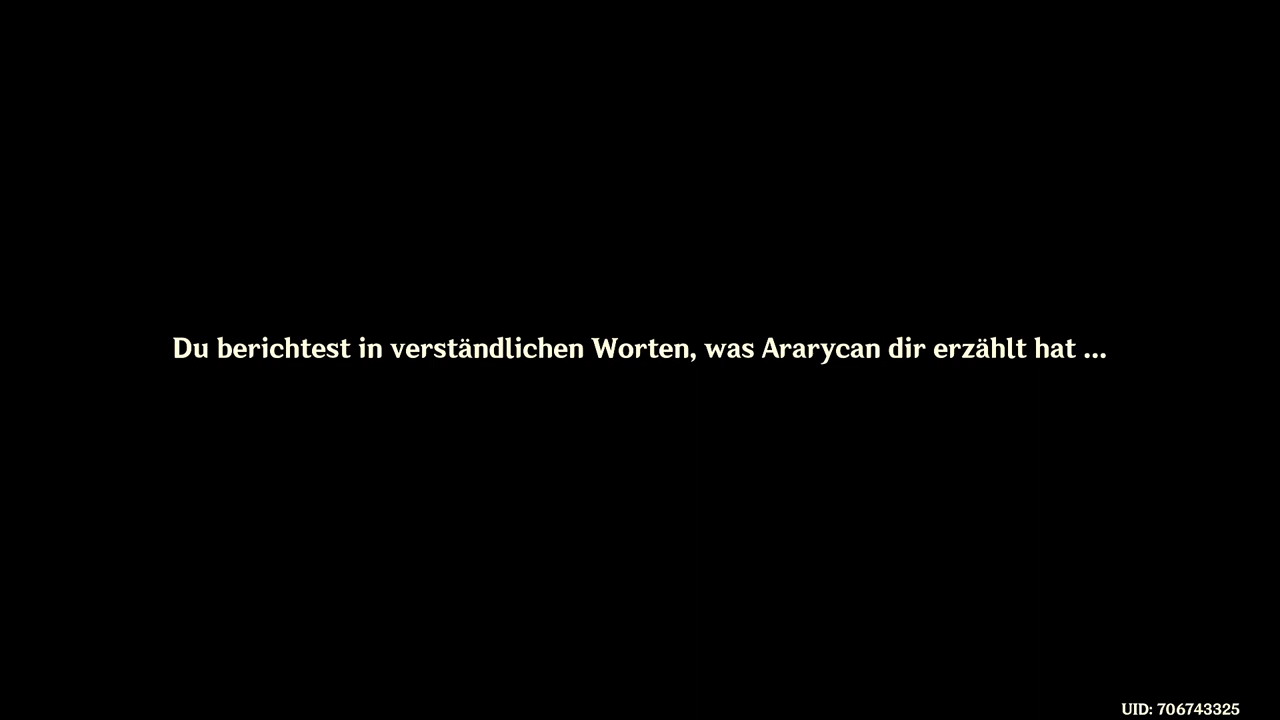 Du berichtest in verständlichen Worten, was Ararycan dir erzählt hat ...
UID: 706743325